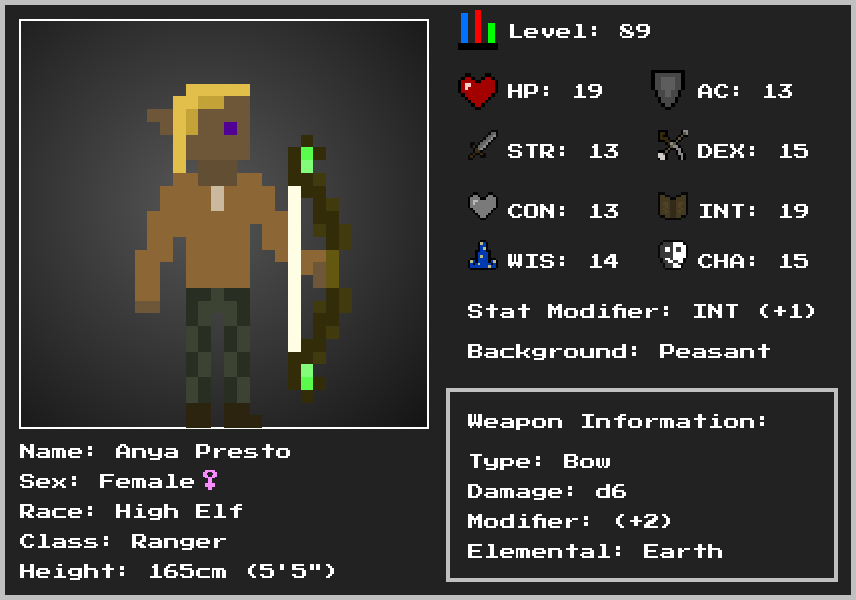 Level: 89
HP: 19 AC: 13
STR: 13 DEX: 15
CON: 13 INT: 19
WIS: 14 CHA: 15
Stat Modifier: INT (+1)
Background: Peasant
Weapon Information:
Type: Bow
Damage: d6
Modifier: (+2)
Elemental: Earth
Name: Anya Presto
Sex: Female♀
Race: High Elf
Class: Ranger
Height: 165cm (5'5")